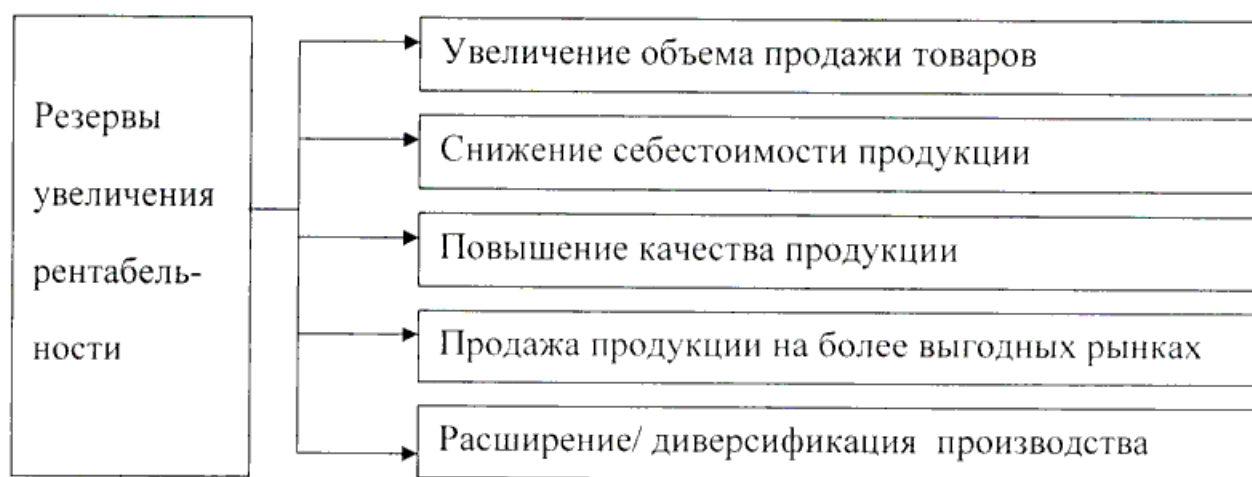 Резервы
увеличения
рентабель-
ности
Увеличение объема продажи товаров
Снижение себестоимости продукции
Повышение качества продукции
Продажа продукции на более выгодных рынках
Расширение/ диверсификация производства